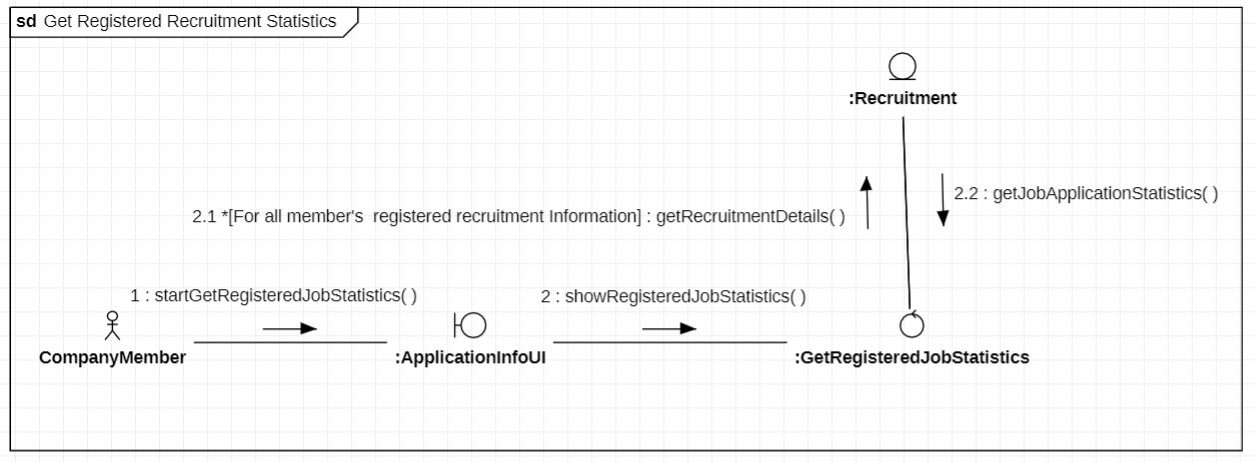 sd Get Registered Recruitment Statistics
:Recruitment
2.2 : getJobApplicationStatistics( )
2.1 *[For all member's  registered recruitment Information] : getRecruitmentDetails( )
1 : startGetRegisteredJobStatistics( )
2 : showRegisteredJobStatistics( )
CompanyMember
:ApplicationInfoUI
:GetRegisteredJobStatistics